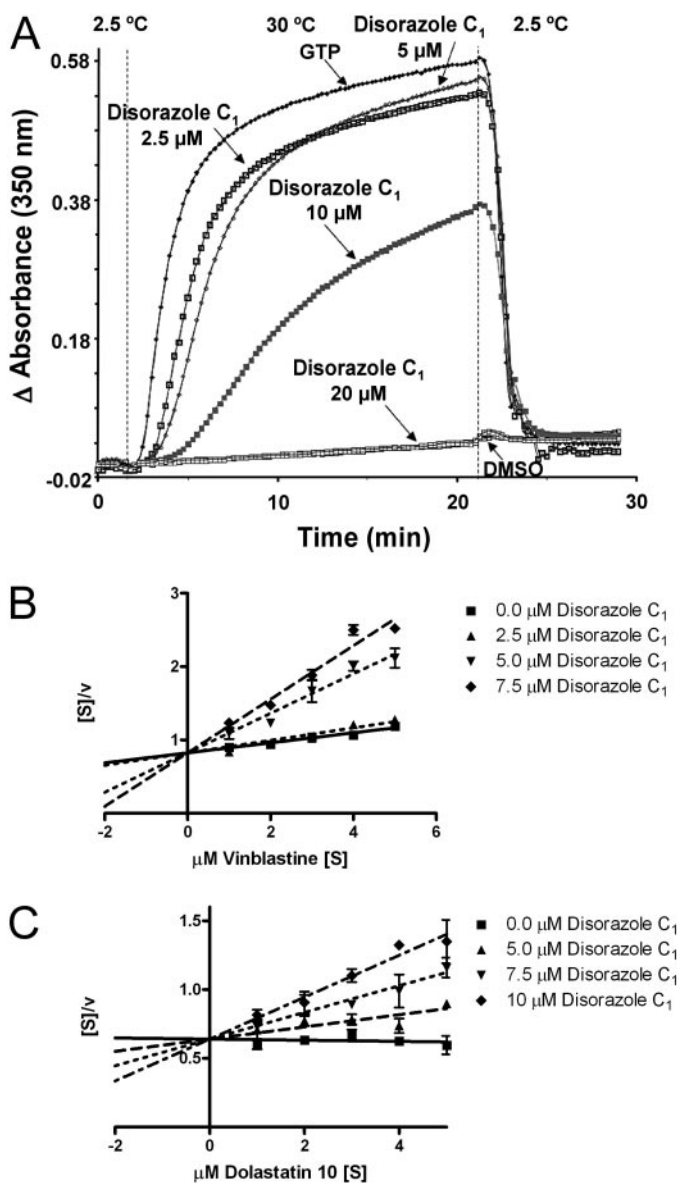 A
2.5 ºC
30 ºC
2.5 ºC
Disorazole C1
5 µM
GTP
Disorazole C1
2.5 µM
Disorazole C1
10 µM
Disorazole C1
20 µM
DMSO
0.58
0.38
0.18
-0.02
Δ Absorbance (350 nm)
0
10
20
30
Time (min)
B
3
2
1
[S]/v
-2
0
2
4
6
µM Vinblastine [S]
0.0 µM Disorazole C1
2.5 µM Disorazole C1
5.0 µM Disorazole C1
7.5 µM Disorazole C1
C
1.5
1.0
0.5
[S]/v
-2
0
2
4
µM Dolastatin 10 [S]
0.0 µM Disorazole C1
5.0 µM Disorazole C1
7.5 µM Disorazole C1
10 µM Disorazole C1